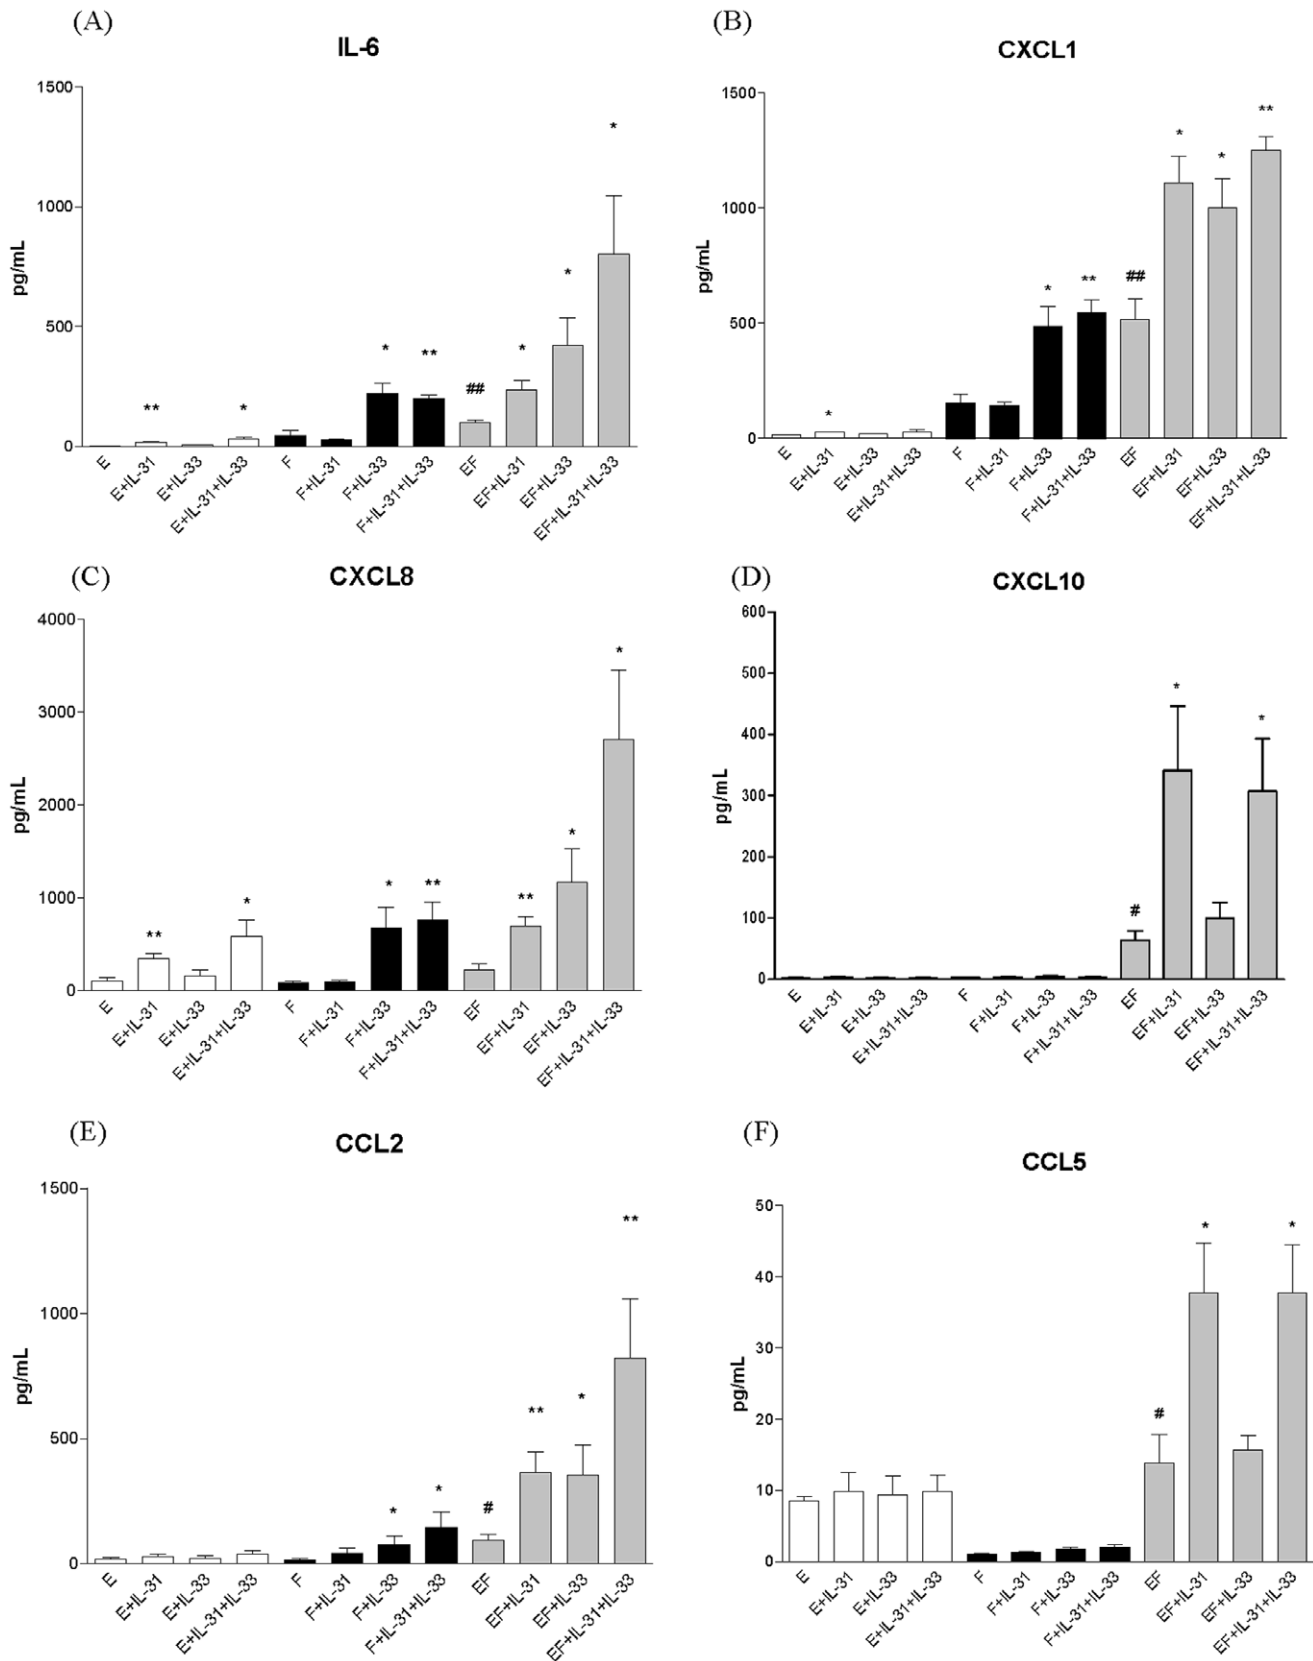 (A)
IL-6
1500
1000
500
0
pg/mL
** * * ** ## * * *
E E+IL-31 E+IL-33 E+IL-31+IL-33 F F+IL-31 F+IL-33 F+IL-31+IL-33 EF EF+IL-31 EF+IL-33 EF+IL-31+IL-33
(B)
CXCL1
1500
1000
500
0
pg/mL
* * ** ## * * **
E E+IL-31 E+IL-33 E+IL-31+IL-33 F F+IL-31 F+IL-33 F+IL-31+IL-33 EF EF+IL-31 EF+IL-33 EF+IL-31+IL-33
(C)
CXCL8
4000
3000
2000
1000
0
pg/mL
** * * ** ** * *
E E+IL-31 E+IL-33 E+IL-31+IL-33 F F+IL-31 F+IL-33 F+IL-31+IL-33 EF EF+IL-31 EF+IL-33 EF+IL-31+IL-33
(D)
CXCL10
600
500
400
300
200
100
0
pg/mL
# * *
E E+IL-31 E+IL-33 E+IL-31+IL-33 F F+IL-31 F+IL-33 F+IL-31+IL-33 EF EF+IL-31 EF+IL-33 EF+IL-31+IL-33
(E)
CCL2
1500
1000
500
0
pg/mL
* * # ** * **
E E+IL-31 E+IL-33 E+IL-31+IL-33 F F+IL-31 F+IL-33 F+IL-31+IL-33 EF EF+IL-31 EF+IL-33 EF+IL-31+IL-33
(F)
CCL5
50
40
30
20
10
0
pg/mL
# * *
E E+IL-31 E+IL-33 E+IL-31+IL-33 F F+IL-31 F+IL-33 F+IL-31+IL-33 EF EF+IL-31 EF+IL-33 EF+IL-31+IL-33